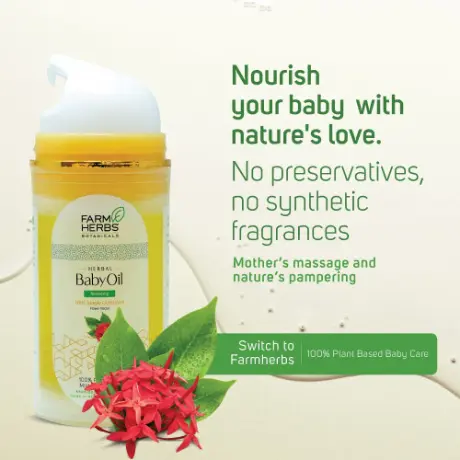 Nourish
your baby with
nature's love.
No preservatives,
no synthetic
fragrances
Mother's massage and
nature's pampering
Switch to
Farmherbs
100% Plant Based Baby Care
FARM
HERBS
BOTANICALS
HERBAL
Baby Oil
100%